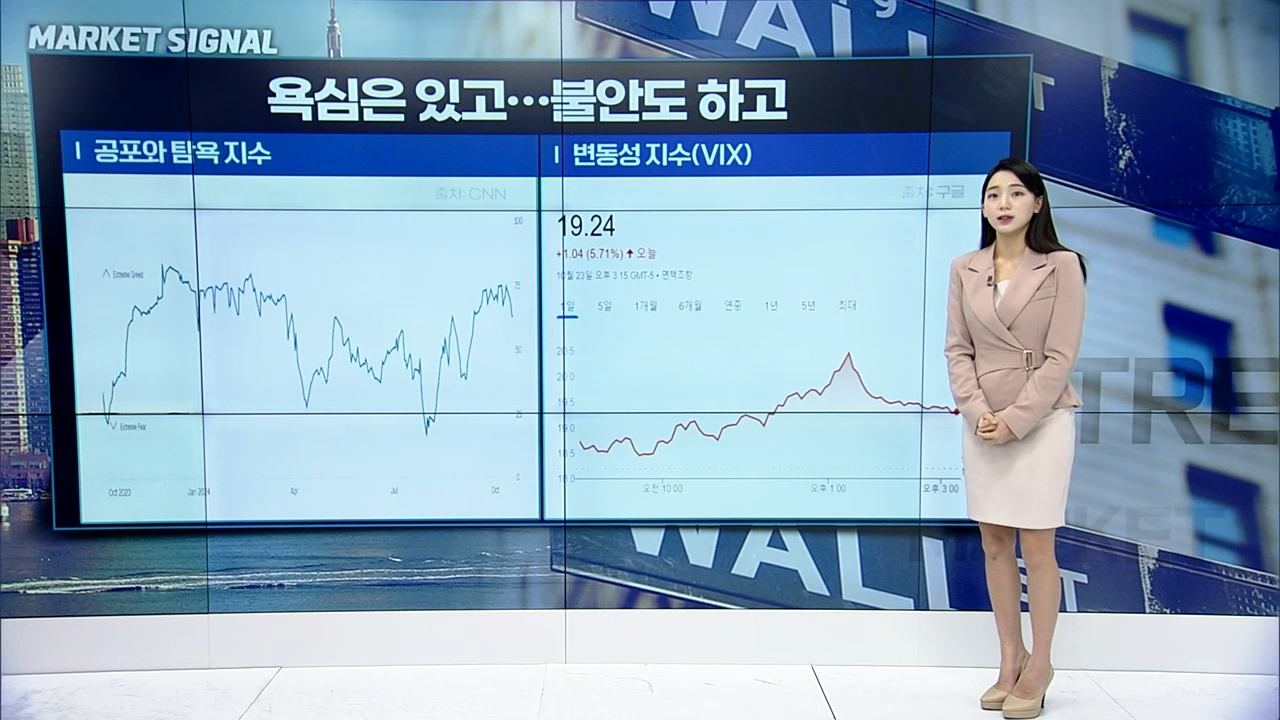 MARKET SIGNAL
욕심은 있고…불안도 하고
공포와 탐욕 지수
출처: CNN
Extreme Greed
Extreme Fear
100
75
50
25
0
Oct 2023
Jan 2024
Apr
Jul
Oct
변동성 지수(VIX)
출처: 구글
19.24
+1.04 (5.71%) ↑ 오늘
10월 23일 오후 3:15 GMT-5 • 면책조항
1일 5일 1개월 6개월 연중 1년 5년 최대
20.5
20.0
19.5
19.0
18.5
18.0
오전 10:00
오후 1:00
오후 3:00
WALL
ST
WALL
ST
TRE